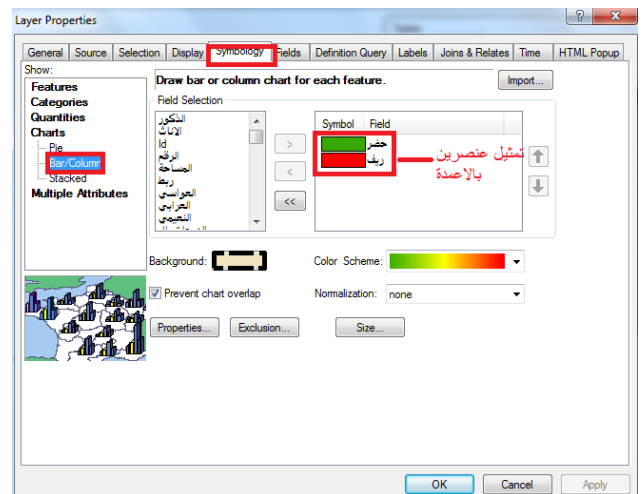 Layer Properties
General Source Selection Display Symbology Fields Definition Query Labels Joins & Relates Time HTML Popup
Show:
Features
Categories
Quantities
Charts
Pie
Bar/Column
Stacked
Multiple Attributes
Draw bar or column chart for each feature.
Import...
Field Selection
الذكور
الاناث
Id
الرقم
المساحة
ربط
العواسي
العرابي
النعيمي
>
<
<<
Symbol Field
حضر
ريف
تمثيل عنصرين
بالاعمدة
Background:
Color Scheme:
Prevent chart overlap
Normalization: none
Properties... Exclusion... Size...
OK Cancel Apply